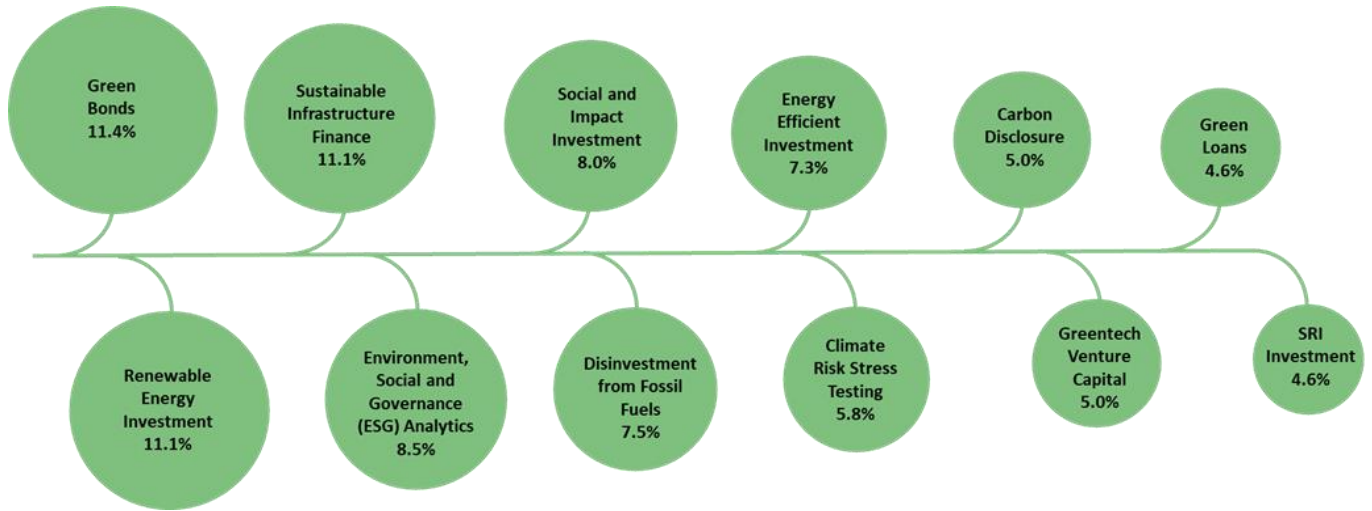 Green
Bonds
11.4%
Sustainable
Infrastructure
Finance
11.1%
Social and
Impact
Investment
8.0%
Energy
Efficient
Investment
7.3%
Carbon
Disclosure
5.0%
Green
Loans
4.6%
Renewable
Energy
Investment
11.1%
Environment,
Social and
Governance
(ESG) Analytics
8.5%
Disinvestment
from Fossil
Fuels
7.5%
Climate
Risk Stress
Testing
5.8%
Greentech
Venture
Capital
5.0%
SRI
Investment
4.6%